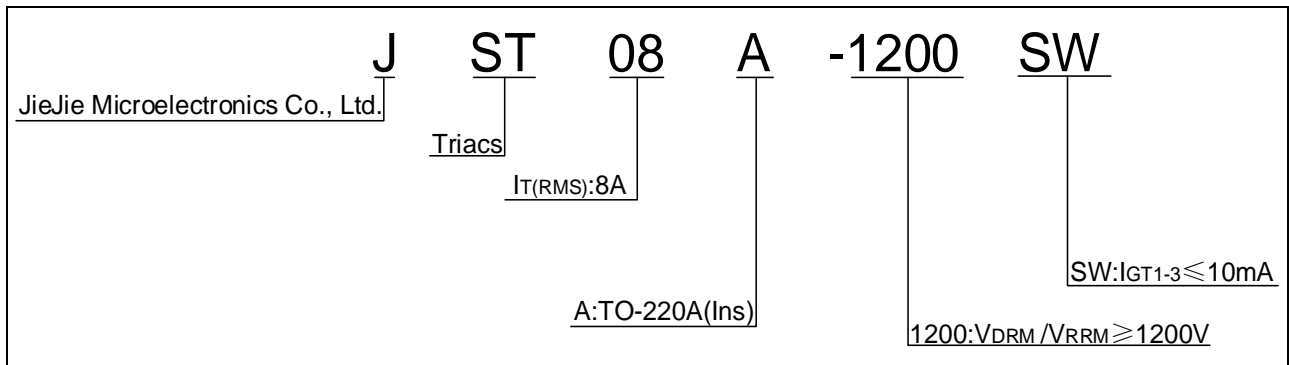 J ST 08 A -1200 SW
JieJie Microelectronics Co., Ltd.
Triacs
IT(RMS):8A
SW:IGT1-3≤10mA
A:TO-220A(Ins)
1200:VDRM /VRRM≥1200V